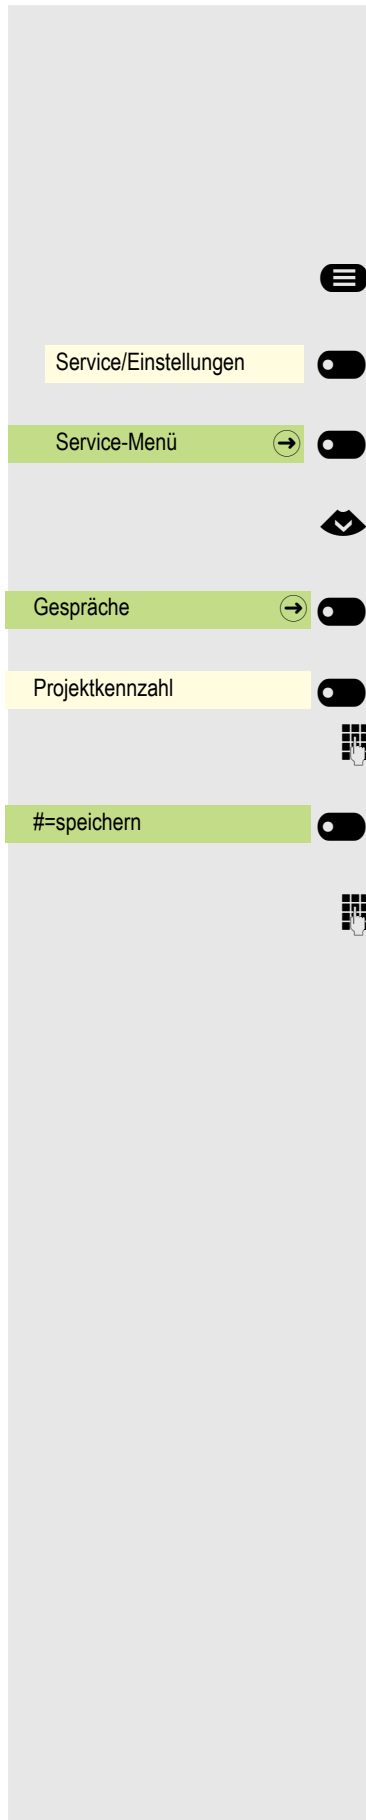 Service/Einstellungen
Service-Menü
Gespräche
Projektkennzahl
#=speichern